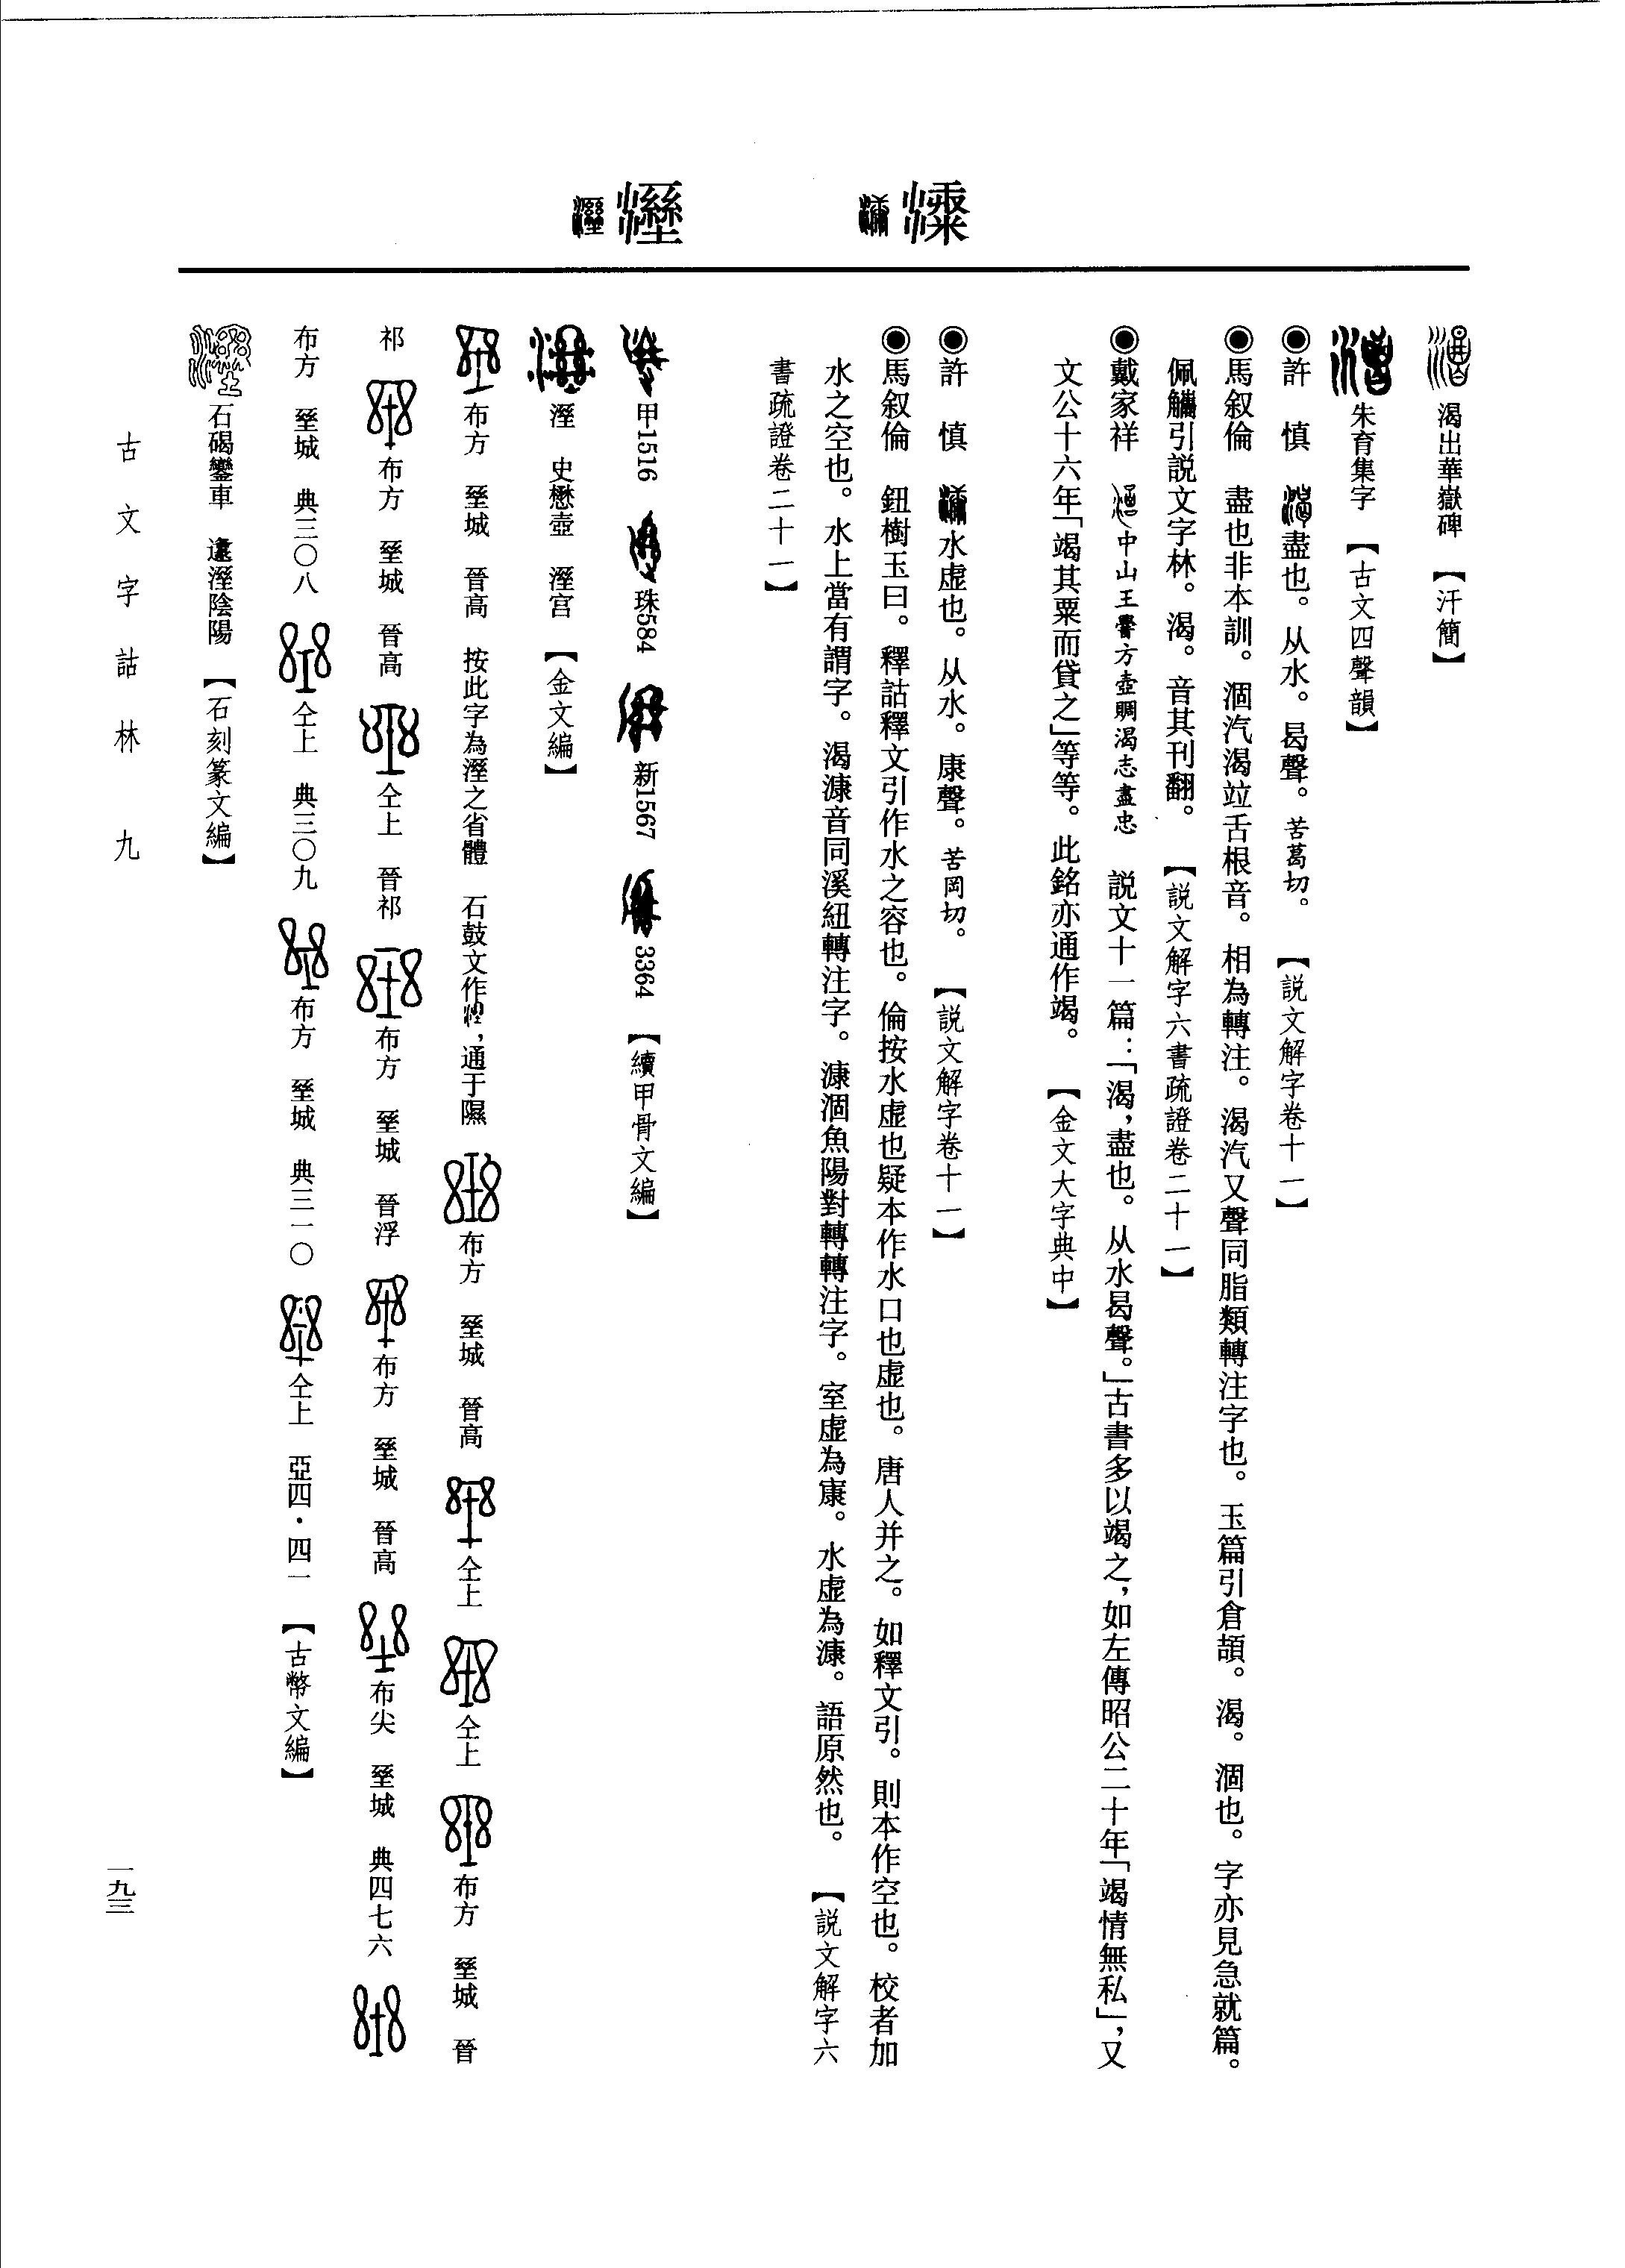 漮
溼
渴出華嶽碑 【汗簡】
朱育集字 【古文四聲韻】
◉許 慎 盡也。从水。曷聲。苦葛切。 【説文解字卷十一】
◉馬叙倫 盡也非本訓。涸汽渴竝舌根音。相為轉注。渴汽又聲同脂類轉注字也。玉篇引倉頡。渴。涸也。字亦見急就篇。
佩觿引説文字林。渴。音其刊翻。 【説文解字六書疏證卷二十一】
◉戴家祥 中山王䜌方壺 渴志盡忠 説文十一篇：「渴，盡也。从水曷聲。」古書多以竭之，如左傳昭公二十年「竭情無私」，又
文公十六年「竭其粟而貸之」等等。此銘亦通作竭。 【金文大字典中】
◉許 慎 水虛也。从水。康聲。苦岡切。 【説文解字卷十一】
◉馬叙倫 鈕樹玉曰。釋詁釋文引作水之空也。倫按水虛也疑本作水口也虛也。唐人并之。如釋文引。則本作空也。校者加
水之空也。水上當有謂字。渴漮音同溪紐轉注字。漮涸魚陽對轉轉注字。室虛為㝩。水虛為漮。語原然也。 【説文解字六
書疏證卷二十一】
甲1516 珠584 新1567 3364 【續甲骨文編】
溼 史懋壺 溼宮 【金文編】
布方 坙城 晉高 按此字為溼之省體 石鼓文作，通于隰 布方 坙城 晉高 仝上 仝上 布方 坙城 晉
祁 布方 坙城 晉高 仝上 晉祁 布方 坙城 晉浮 布方 坙城 晉高 布尖 坙城 典四七六
布方 坙城 典三〇八 仝上 典三〇九 布方 坙城 典三一〇 仝上 亞四·四一 【古幣文編】
石碣鑾車 邍溼陰陽 【石刻篆文編】
古文字詁林 九
一九三